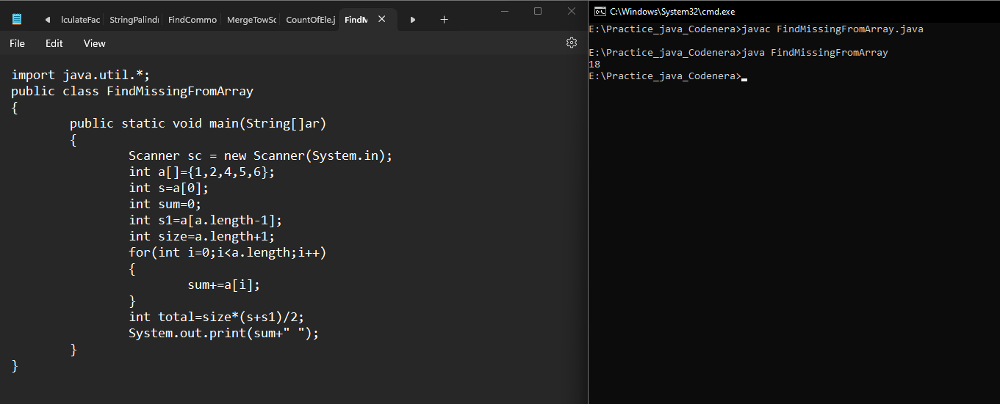 lculateFac StringPalind FindCommo MergeTowSc CountOfEle.j FindM
File Edit View
import java.util.*;
public class FindMissingFromArray
{
public static void main(String[]ar)
{
Scanner sc = new Scanner(System.in);
int a[]={1,2,4,5,6};
int s=a[0];
int sum=0;
int s1=a[a.length-1];
int size=a.length+1;
for(int i=0;i<a.length;i++)
{
sum+=a[i];
}
int total=size*(s+s1)/2;
System.out.print(sum+" ");
}
}
C:\Windows\System32\cmd.exe
E:\Practice_java_Codenera>javac FindMissingFromArray.java
E:\Practice_java_Codenera>java FindMissingFromArray
18
E:\Practice_java_Codenera>